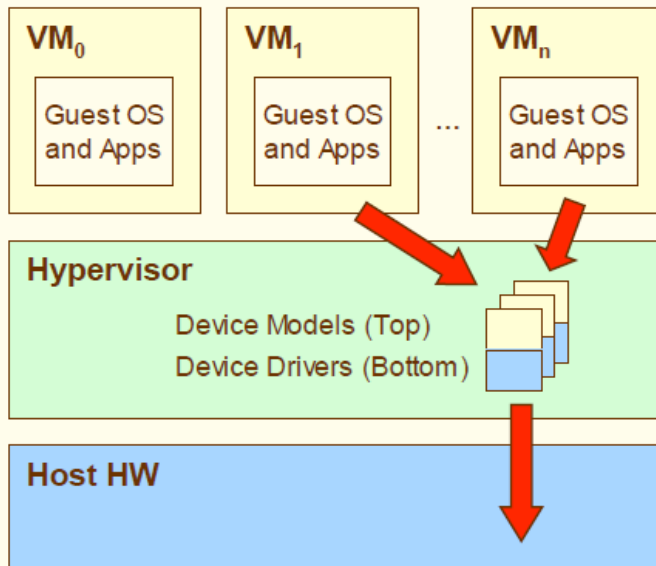 VM₀
Guest OS
and Apps
VM₁
Guest OS
and Apps
...
VMₙ
Guest OS
and Apps
Hypervisor
Device Models (Top)
Device Drivers (Bottom)
Host HW